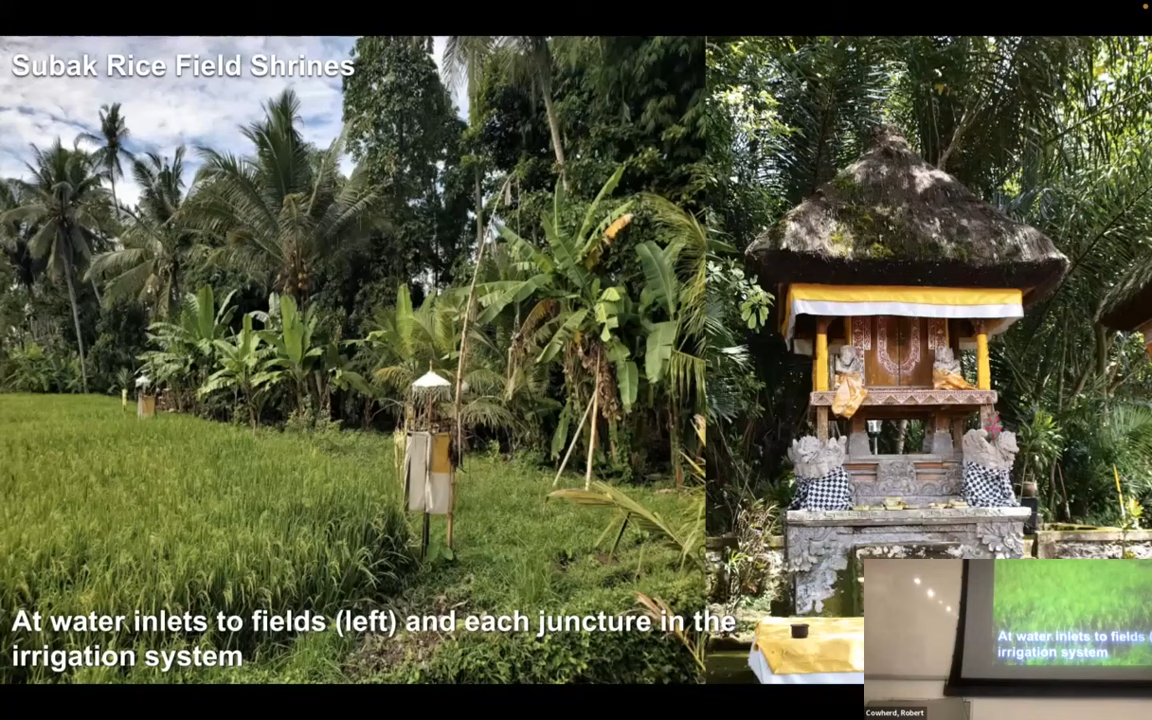 Subak Rice Field Shrines
At water inlets to fields (left) and each juncture in the
irrigation system
At water inlets to fields (
irrigation system
Cowherd, Robert